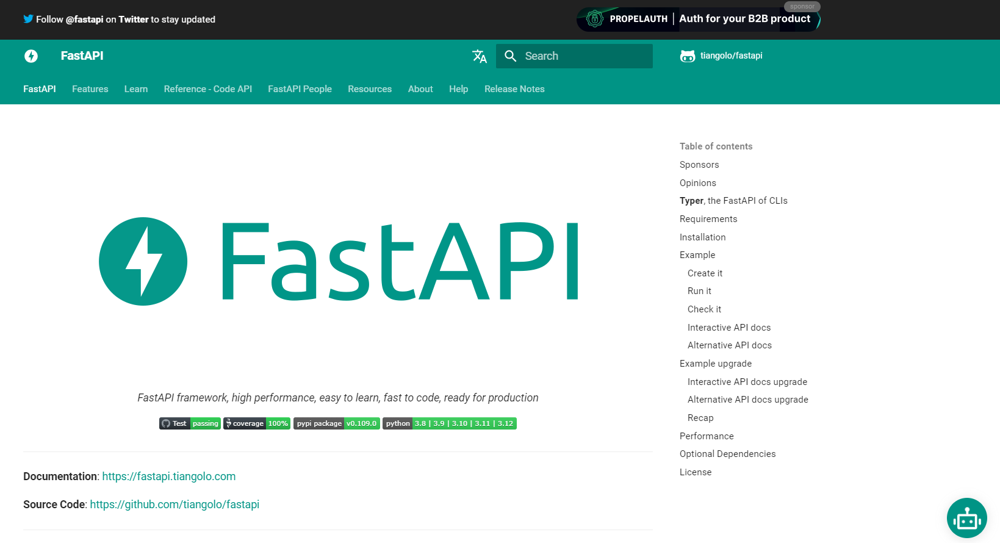 sponsor
Follow @fastapi on Twitter to stay updated
PROPELAUTH | Auth for your B2B product
FastAPI
Search
tiangolo/fastapi
FastAPI Features Learn Reference - Code API FastAPI People Resources About Help Release Notes
FastAPI
FastAPI framework, high performance, easy to learn, fast to code, ready for production
Test passing coverage 100% pypi package v0.109.0 python 3.8 | 3.9 | 3.10 | 3.11 | 3.12
Documentation: https://fastapi.tiangolo.com
Source Code: https://github.com/tiangolo/fastapi
Table of contents
Sponsors
Opinions
Typer, the FastAPI of CLIs
Requirements
Installation
Example
Create it
Run it
Check it
Interactive API docs
Alternative API docs
Example upgrade
Interactive API docs upgrade
Alternative API docs upgrade
Recap
Performance
Optional Dependencies
License